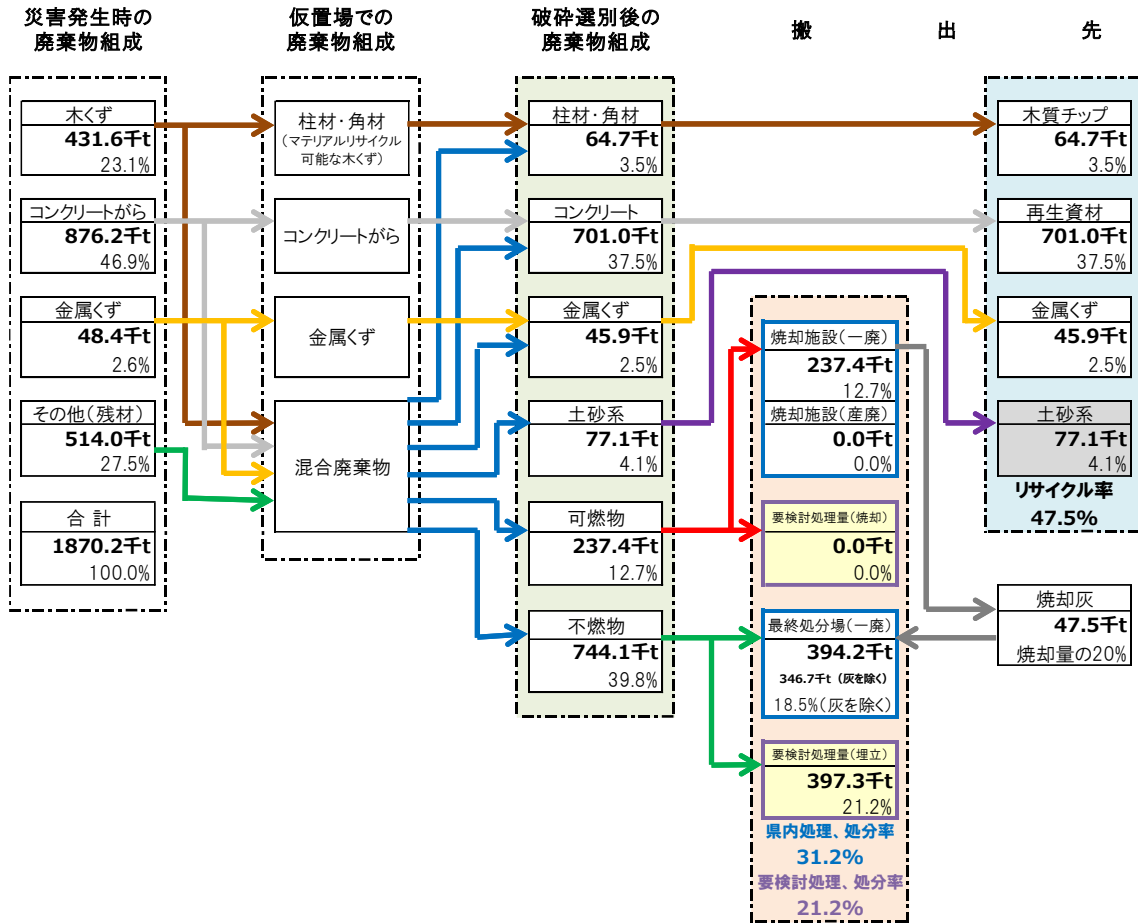 災害発生時の
廃棄物組成
仮置場での
廃棄物組成
破砕選別後の
廃棄物組成
搬 出 先
木くず
431.6千t
23.1%
コンクリートがら
876.2千t
46.9%
金属くず
48.4千t
2.6%
その他(残材)
514.0千t
27.5%
合 計
1870.2千t
100.0%
柱材・角材
(マテリアルリサイクル
可能な木くず)
コンクリートがら
金属くず
混合廃棄物
柱材・角材
64.7千t
3.5%
コンクリート
701.0千t
37.5%
金属くず
45.9千t
2.5%
土砂系
77.1千t
4.1%
可燃物
237.4千t
12.7%
不燃物
744.1千t
39.8%
焼却施設(一廃)
237.4千t
12.7%
焼却施設(産廃)
0.0千t
0.0%
要検討処理量(焼却)
0.0千t
0.0%
最終処分場(一廃)
394.2千t
346.7千t (灰を除く)
18.5%(灰を除く)
要検討処理量(埋立)
397.3千t
21.2%
県内処理、処分率
31.2%
要検討処理、処分率
21.2%
木質チップ
64.7千t
3.5%
再生資材
701.0千t
37.5%
金属くず
45.9千t
2.5%
土砂系
77.1千t
4.1%
リサイクル率
47.5%
焼却灰
47.5千t
焼却量の20%